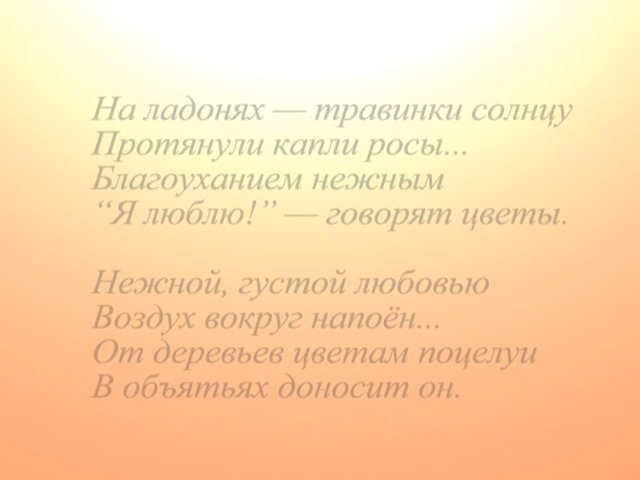 На ладонях — травинки солнцу
Протянули капли росы...
Благоуханием нежным
“Я люблю!” — говорят цветы.
Нежной, густой любовью
Воздух вокруг напоён...
От деревьев цветам поцелуи
В объятьях доносит он.